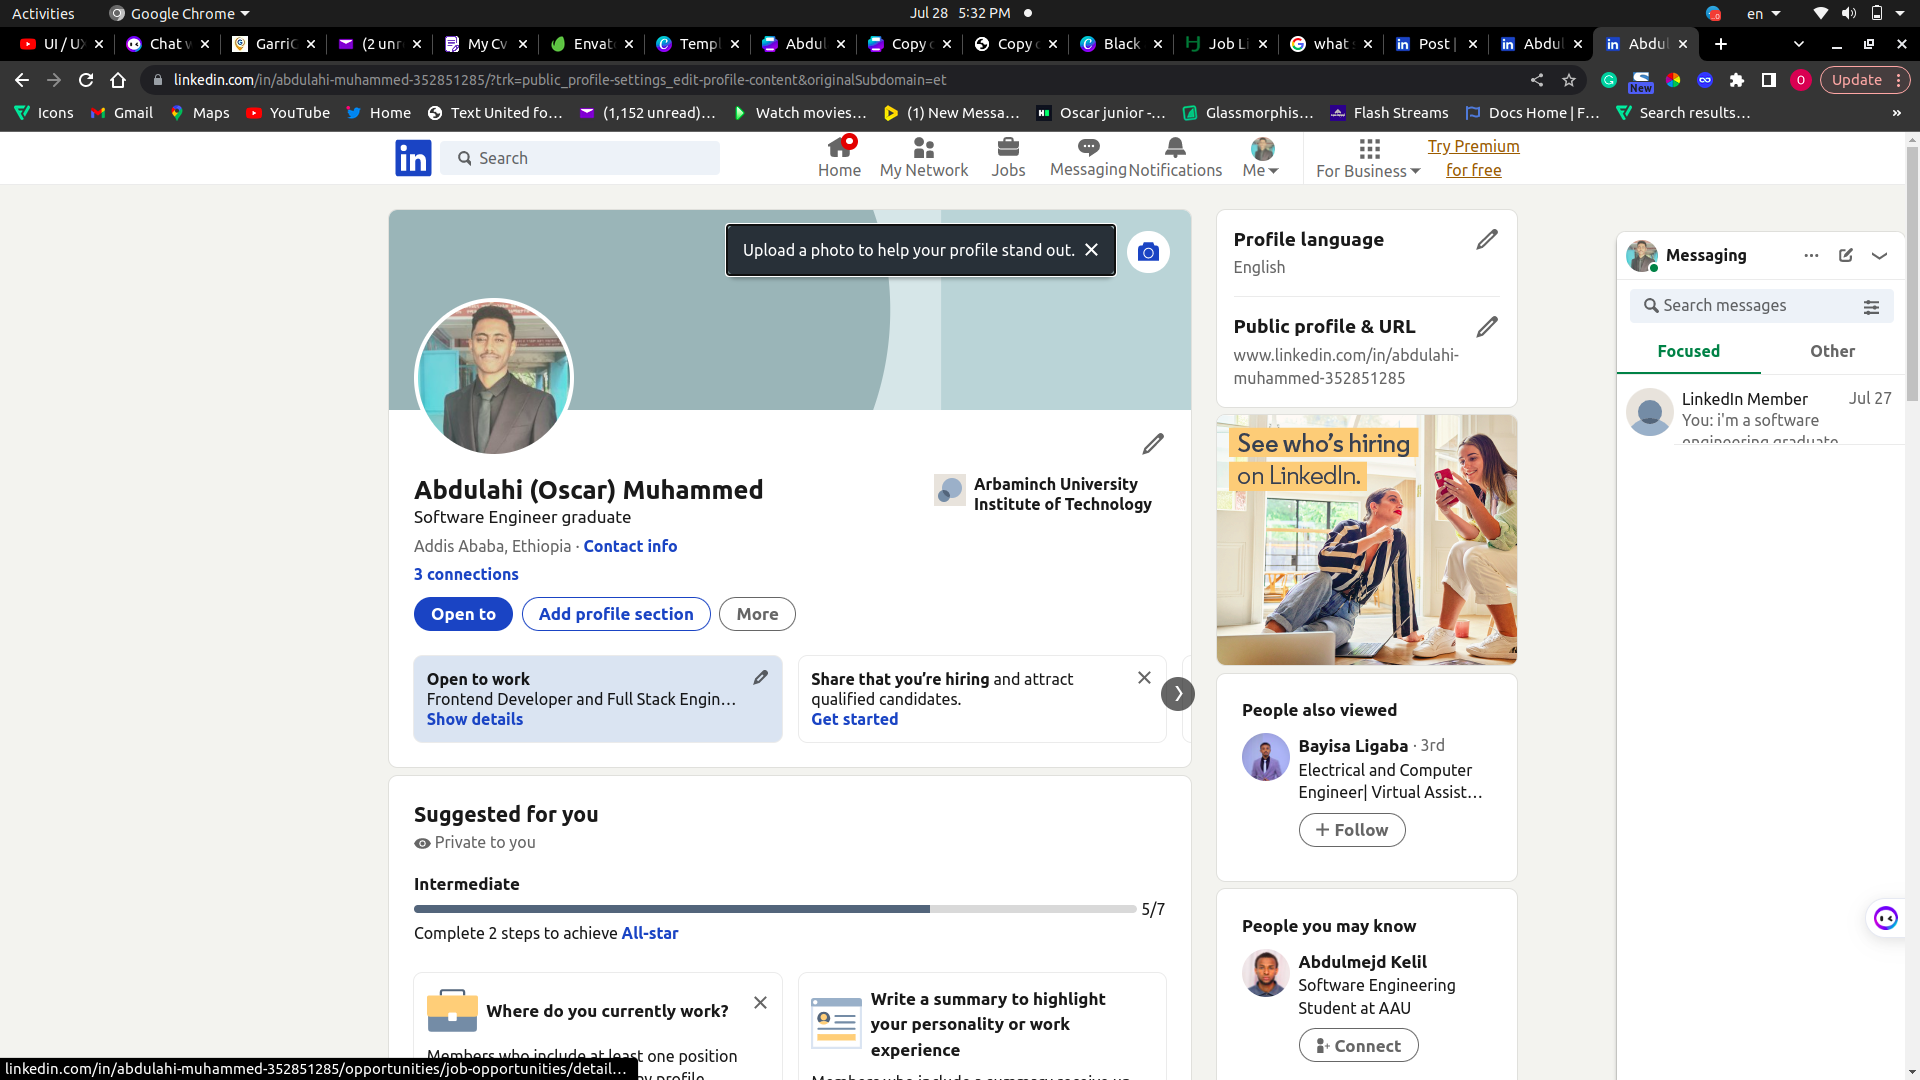 Activities
Google Chrome
Jul 28 5:32 PM
en
UI / UX
Chat w
GarriC
(2 unr
My Cv
Envat
Templ
Abdul
Copy o
Copy o
Black
Job Li
what s
Post |
Abdul
Abdul
linkedin.com/in/abdulahi-muhammed-352851285/?trk=public_profile-settings_edit-profile-content&originalSubdomain=et
New
O
Update
Icons
Gmail
Maps
YouTube
Home
Text United fo…
(1,152 unread)…
Watch movies…
(1) New Messa…
Oscar junior -…
Glassmorphis…
Flash Streams
Docs Home | F…
Search results…
»
in
Search
Home
My Network
Jobs
Messaging
Notifications
Me
For Business
Try Premium
for free
Upload a photo to help your profile stand out.
Abdulahi (Oscar) Muhammed
Software Engineer graduate
Addis Ababa, Ethiopia · Contact info
3 connections
Arbaminch University
Institute of Technology
Open to
Add profile section
More
Open to work
Frontend Developer and Full Stack Engin…
Show details
Share that you’re hiring and attract
qualified candidates.
Get started
Suggested for you
Private to you
Intermediate
5/7
Complete 2 steps to achieve All-star
Where do you currently work?
Members who include at least one position
Write a summary to highlight
your personality or work
experience
Members who include a summary receive up
Profile language
English
Public profile & URL
www.linkedin.com/in/abdulahi-
muhammed-352851285
See who’s hiring
on LinkedIn.
People also viewed
Bayisa Ligaba · 3rd
Electrical and Computer
Engineer| Virtual Assist…
+ Follow
People you may know
Abdulmejd Kelil
Software Engineering
Student at AAU
Connect
Messaging
Search messages
Focused
Other
LinkedIn Member
Jul 27
You: i'm a software
engineering graduate
linkedin.com/in/abdulahi-muhammed-352851285/opportunities/job-opportunities/detail…